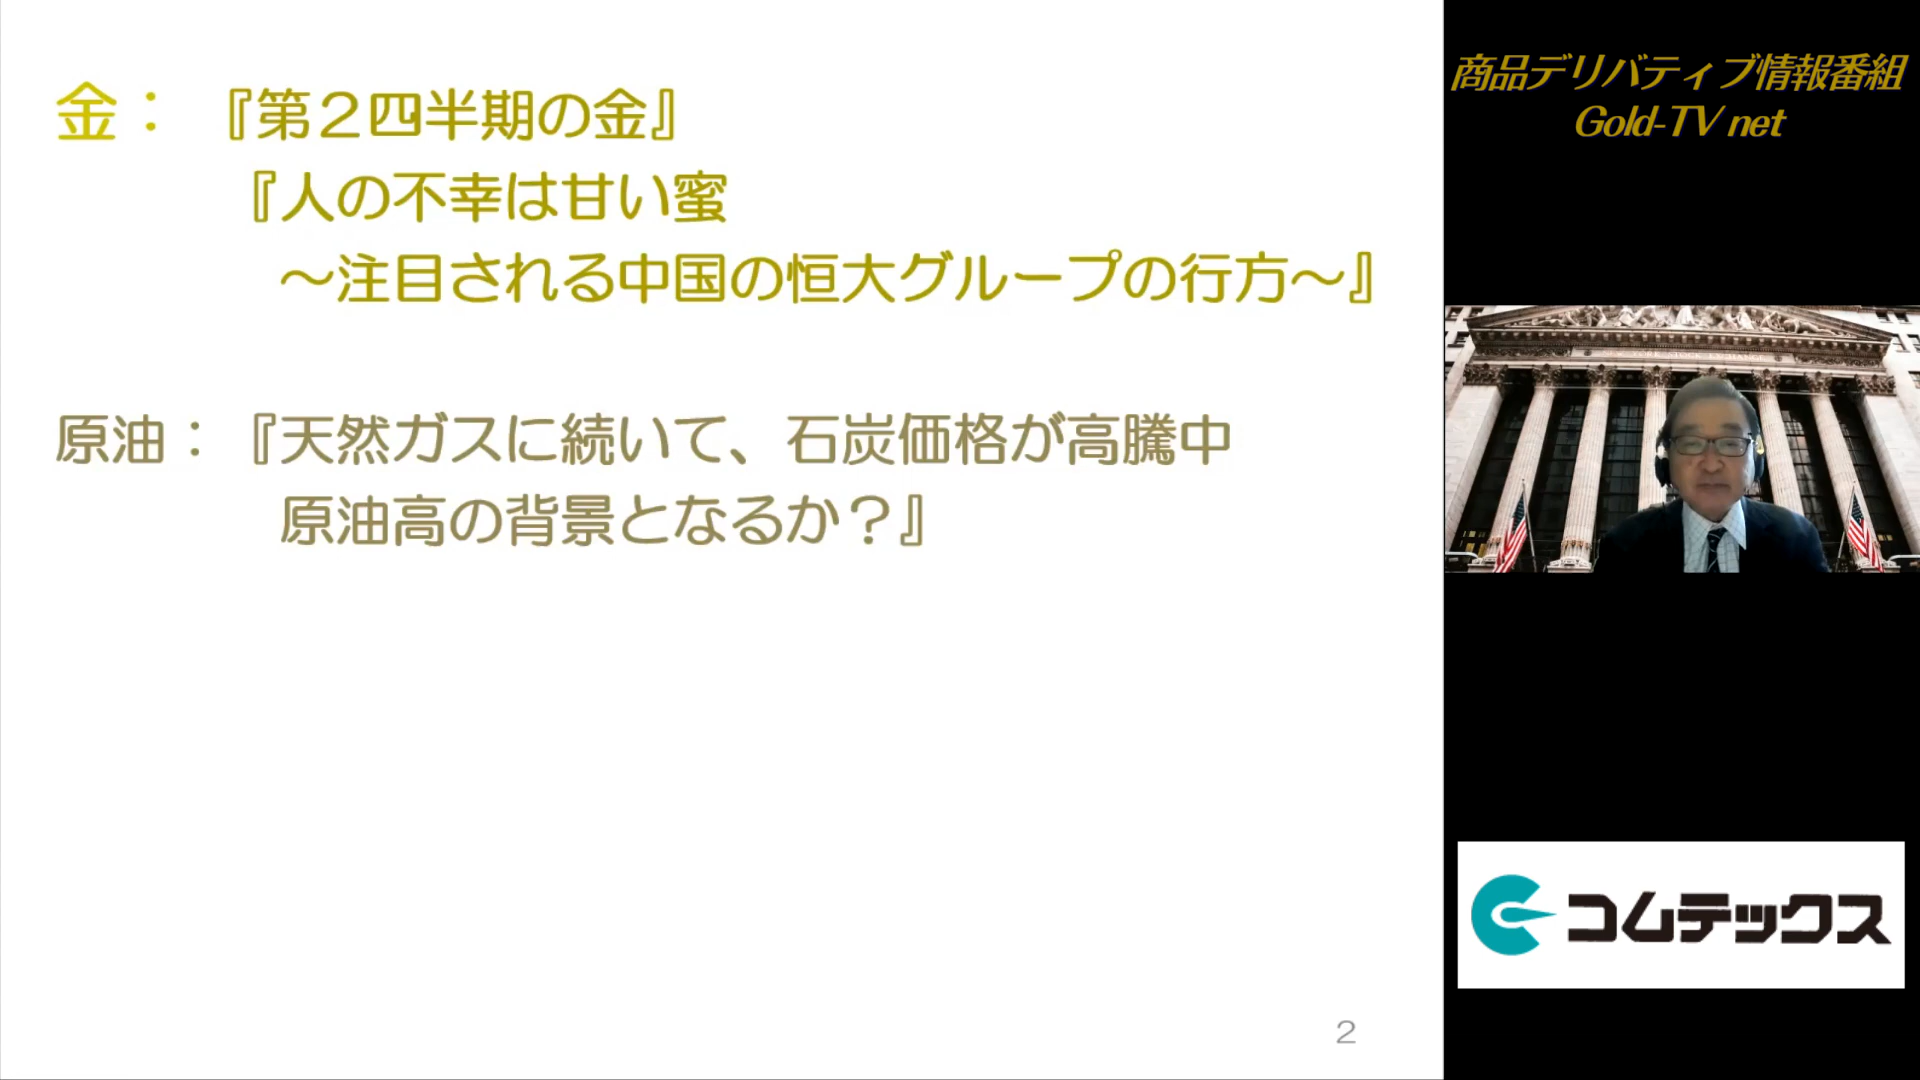 金： 『第２四半期の金』
『人の不幸は甘い蜜
～注目される中国の恒大グループの行方～』
原油：『天然ガスに続いて、石炭価格が高騰中
原油高の背景となるか？』
2
商品デリバティブ情報番組
Gold-TV net
コムテックス